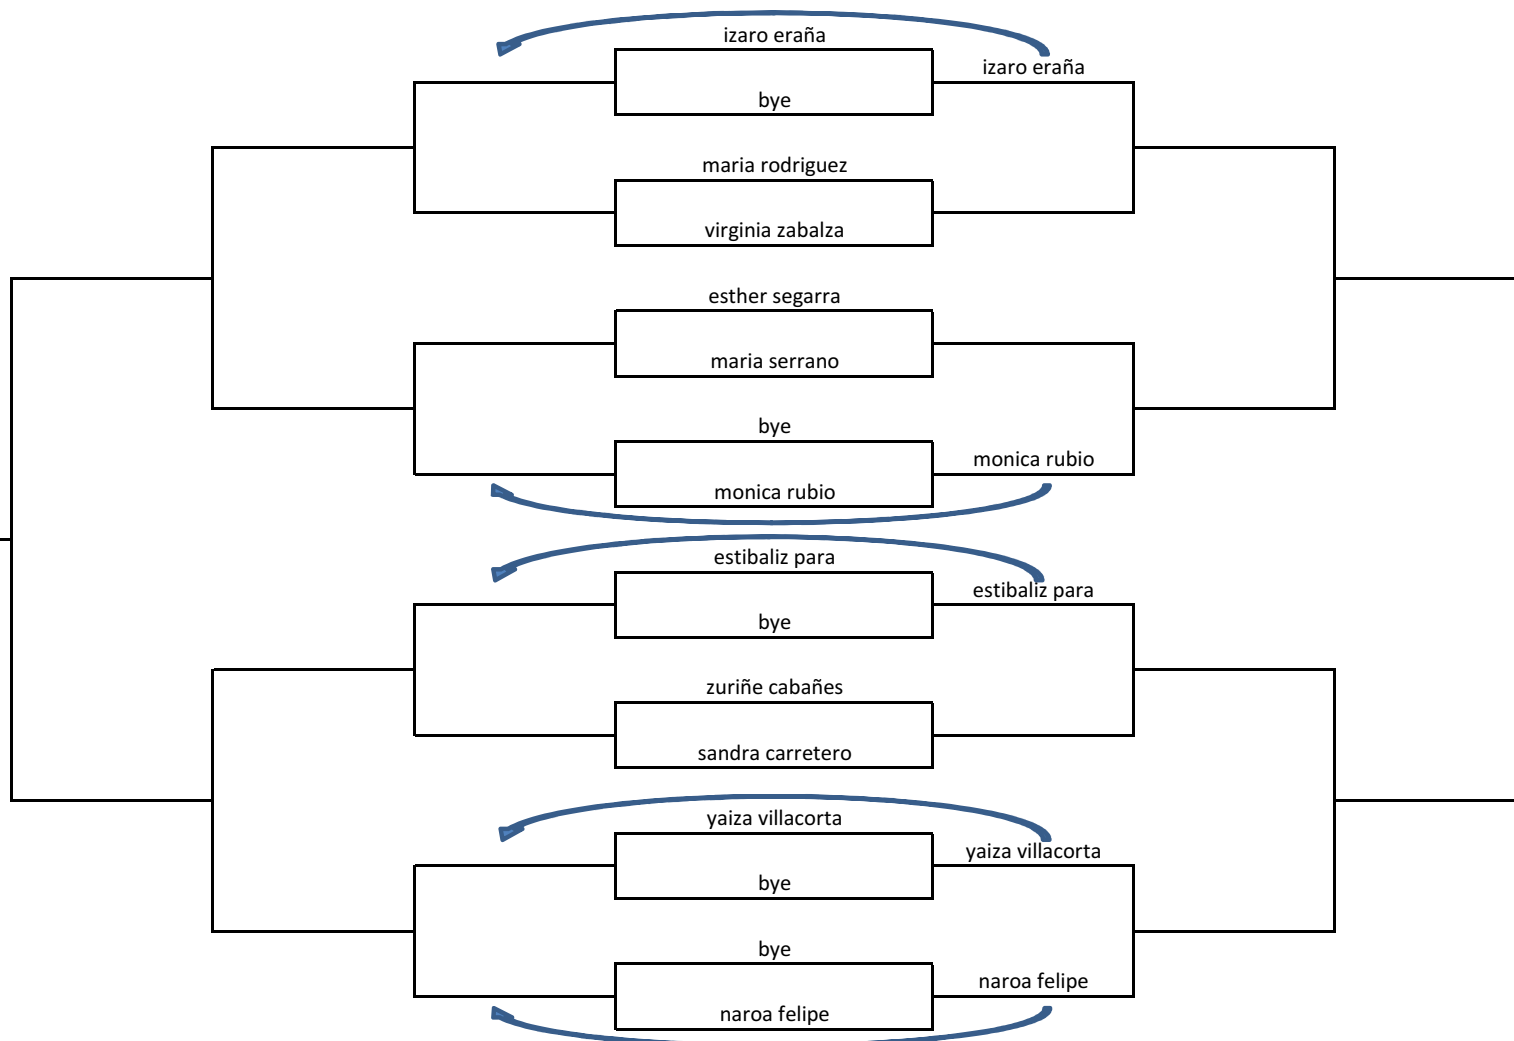 izaro eraña
izaro eraña
bye
maria rodriguez
virginia zabalza
esther segarra
maria serrano
bye
monica rubio
monica rubio
estibaliz para
estibaliz para
bye
zuriñe cabañes
sandra carretero
yaiza villacorta
yaiza villacorta
bye
bye
naroa felipe
naroa felipe